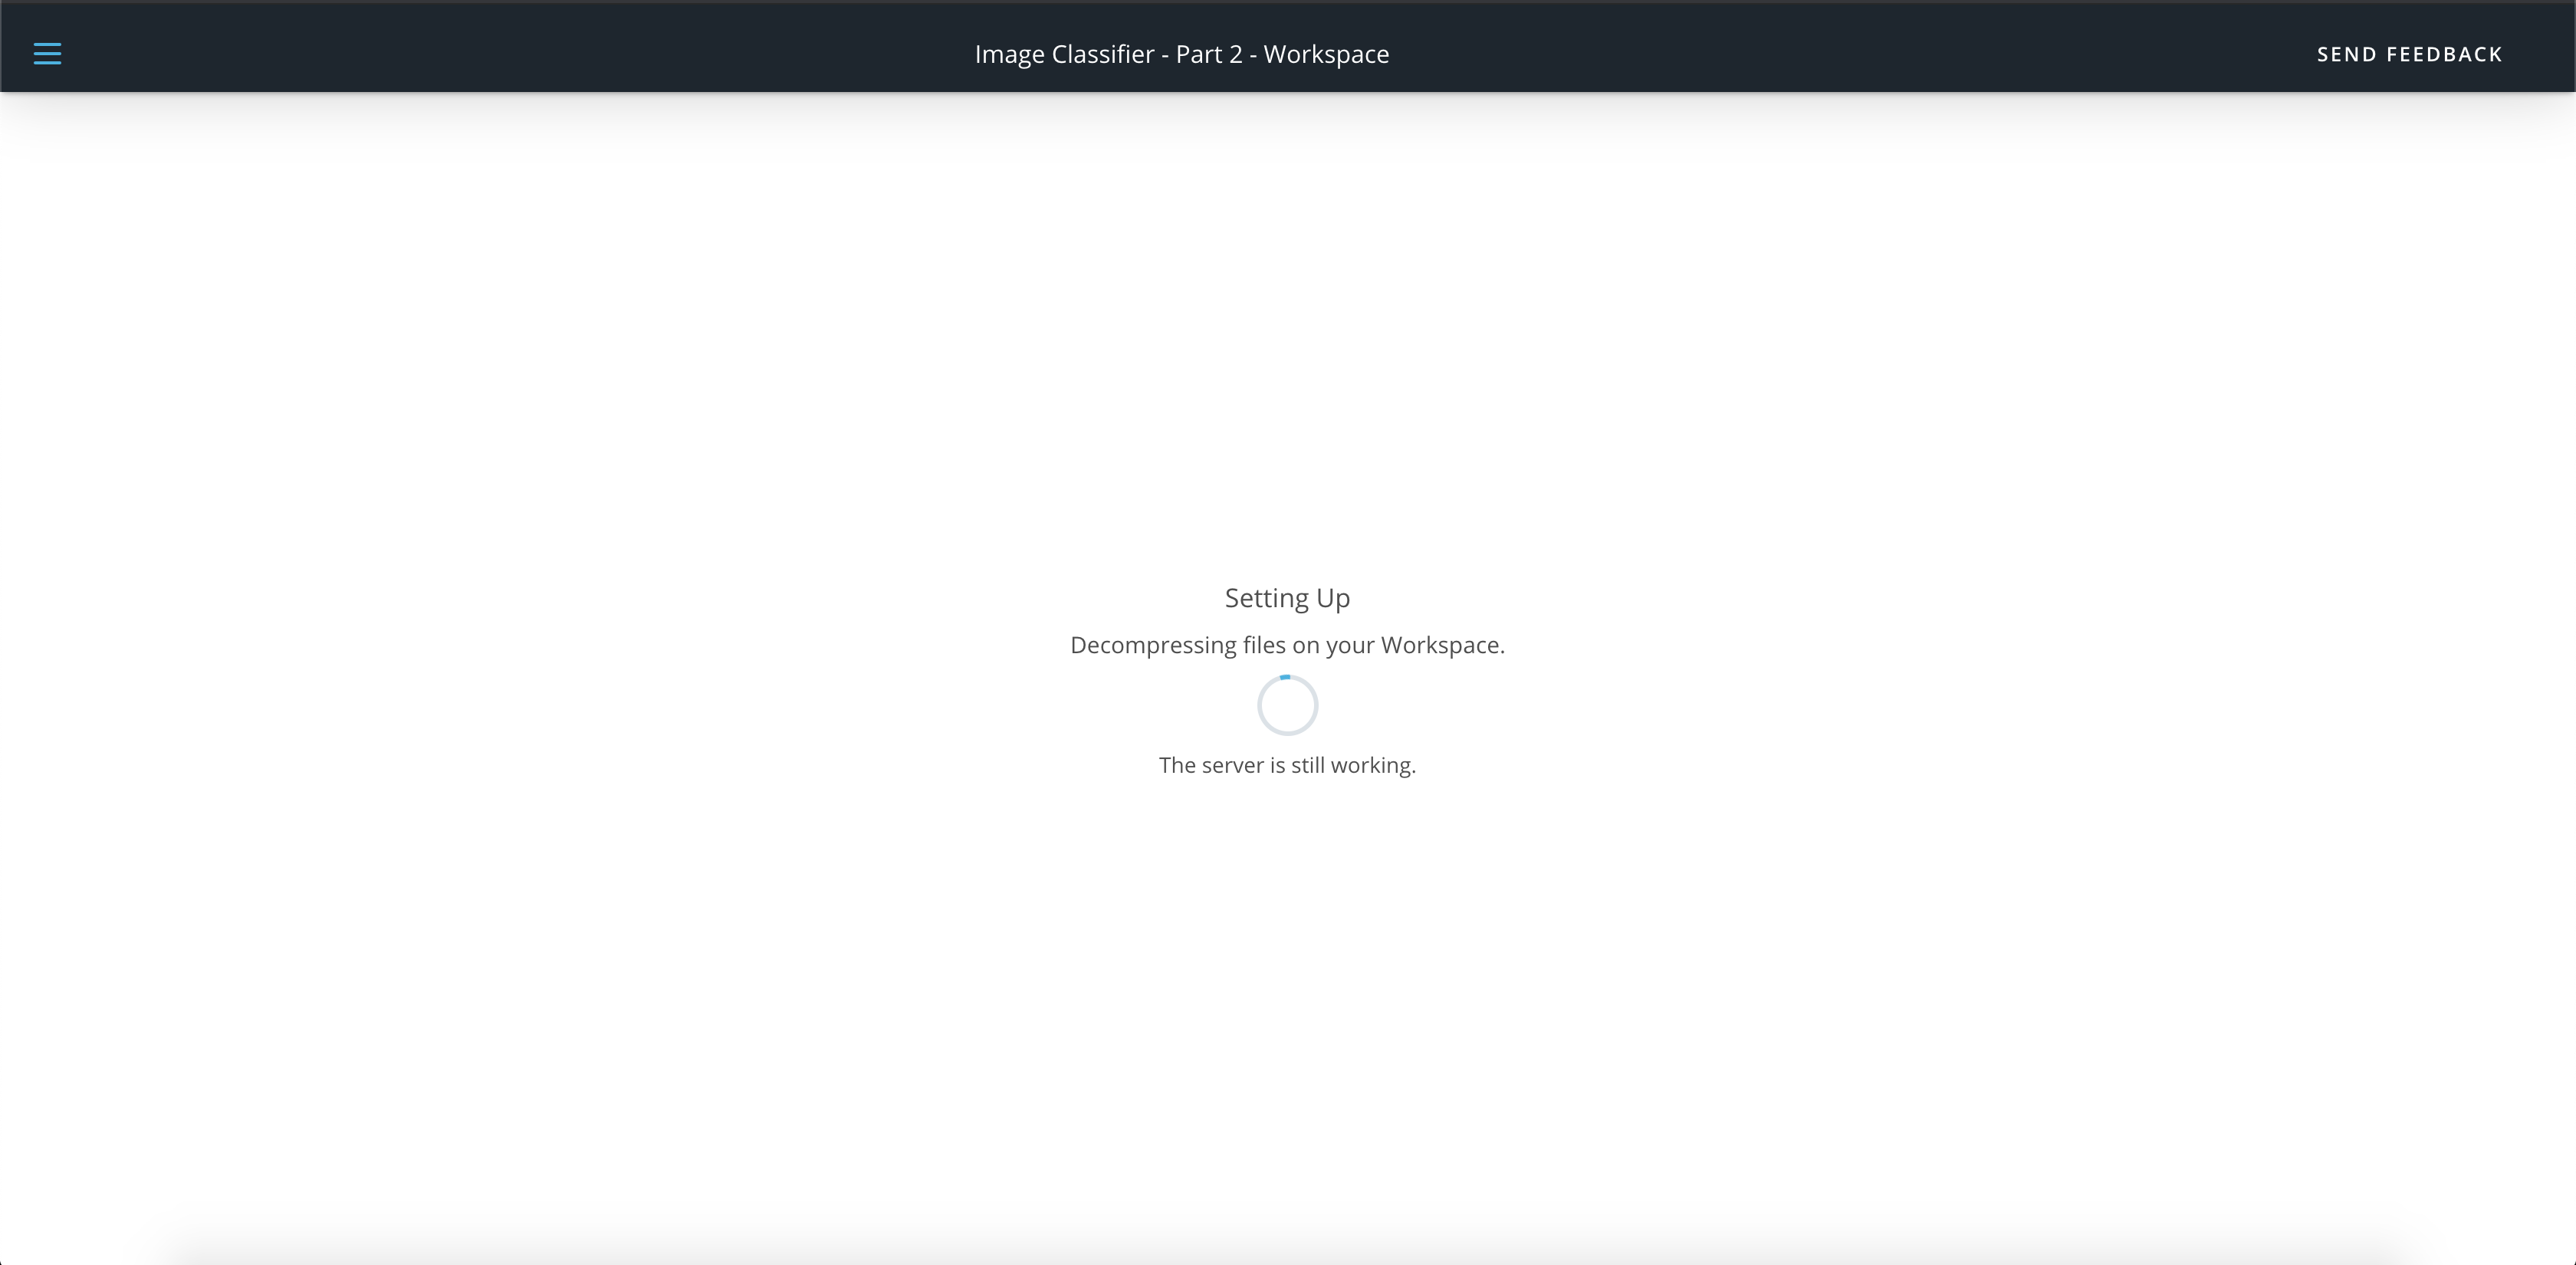 Image Classifier - Part 2 - Workspace
SEND FEEDBACK
Setting Up
Decompressing files on your Workspace.
The server is still working.